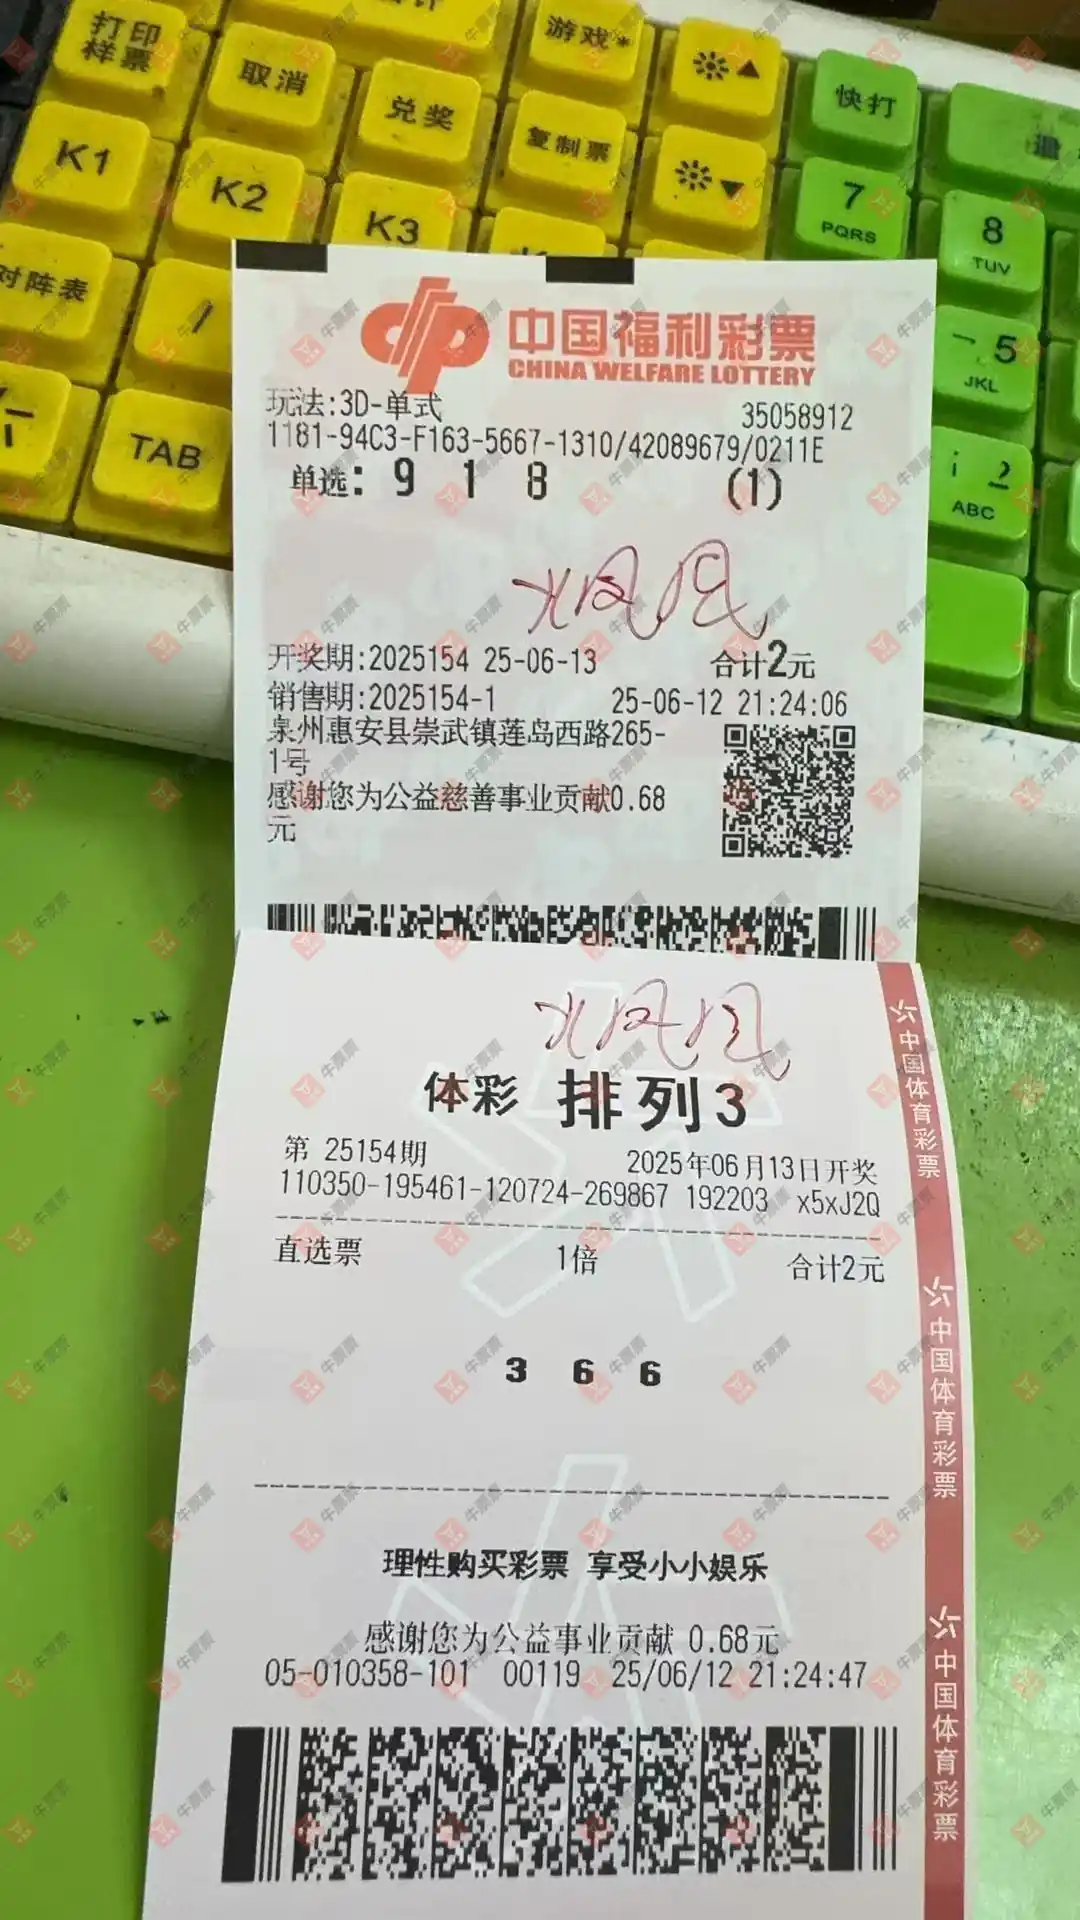 打印
样票
取消
兑奖
游戏*
复制票
快打
K1
K2
K3
7
PQRS
8
TUV
对阵表
/
5
JKL
TAB
2
ABC
中国福利彩票
CHINA WELFARE LOTTERY
玩法:3D-单式
35058912
1181-94C3-F163-5667-1310/42089679/0211E
单选: 9 1 8 (1)
火凤凰
开奖期:2025154 25-06-13 合计2元
销售期:2025154-1 25-06-12 21:24:06
泉州惠安县崇武镇莲岛西路265-
1号
感谢您为公益慈善事业贡献0.68
元
火凤凰
体彩 排列3
第 25154期 2025年06月13日开奖
110350-195461-120724-269867 192203 x5xJ2Q
直选票 1倍 合计2元
3 6 6
理性购买彩票 享受小小娱乐
感谢您为公益事业贡献 0.68元
05-010358-101 00119 25/06/12 21:24:47
中国体育彩票
中国体育彩票
中国体育彩票
牛票票